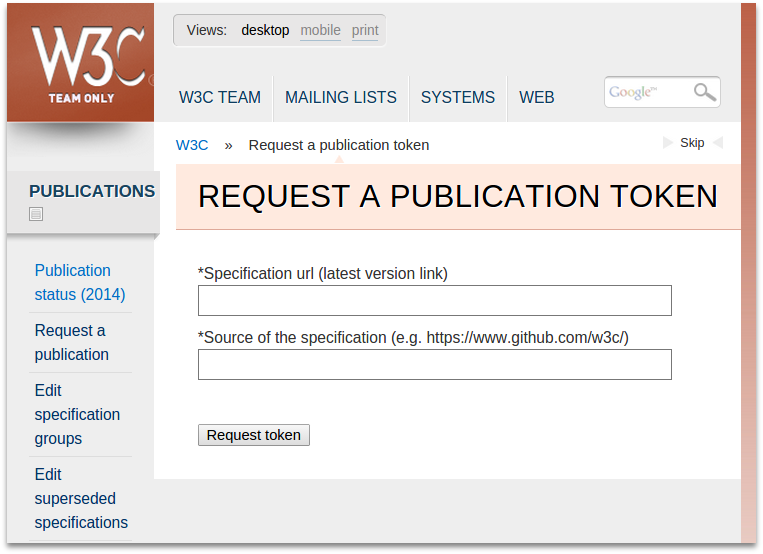 W3C
TEAM ONLY
Views: desktop mobile print
W3C TEAM MAILING LISTS SYSTEMS WEB
Google™
W3C » Request a publication token
Skip
PUBLICATIONS
Publication
status (2014)
Request a
publication
Edit
specification
groups
Edit
superseded
specifications
REQUEST A PUBLICATION TOKEN
*Specification url (latest version link)
*Source of the specification (e.g. https://www.github.com/w3c/)
Request token